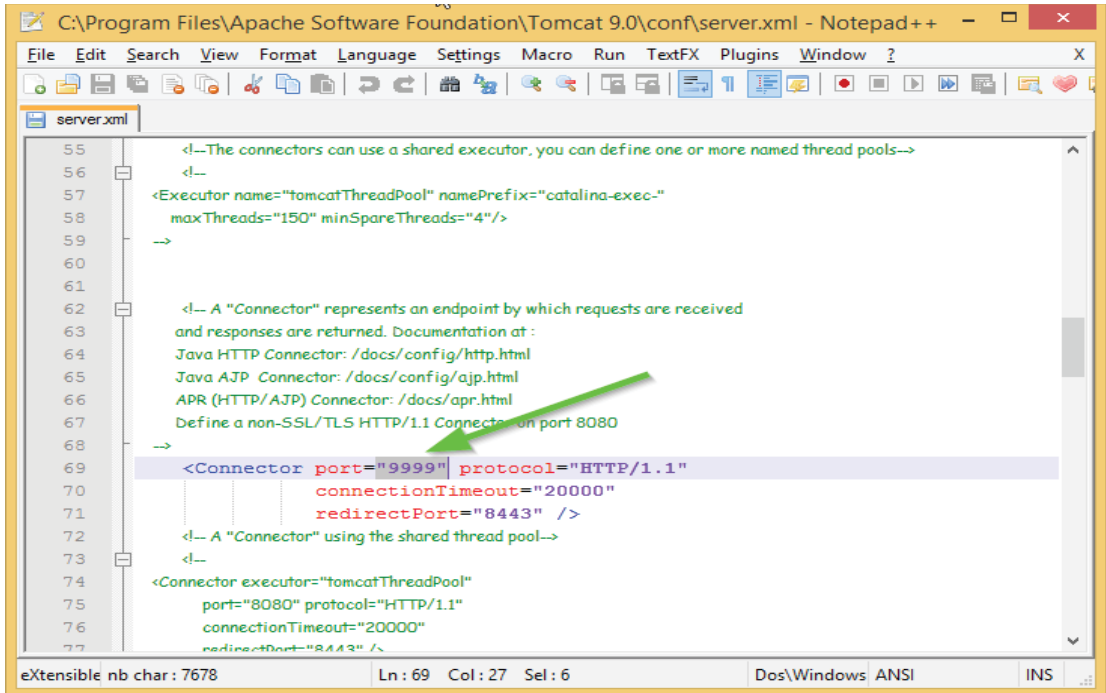 C:\Program Files\Apache Software Foundation\Tomcat 9.0\conf\server.xml - Notepad++
File Edit Search View Format Language Settings Macro Run TextFX Plugins Window ? X
server.xml
55 <!--The connectors can use a shared executor, you can define one or more named thread pools-->
56 <!--
57 <Executor name="tomcatThreadPool" namePrefix="catalina-exec-"
58 maxThreads="150" minSpareThreads="4"/>
59 -->
60
61
62 <!-- A "Connector" represents an endpoint by which requests are received
63 and responses are returned. Documentation at :
64 Java HTTP Connector: /docs/config/http.html
65 Java AJP Connector: /docs/config/ajp.html
66 APR (HTTP/AJP) Connector: /docs/apr.html
67 Define a non-SSL/TLS HTTP/1.1 Connector on port 8080
68 -->
69 <Connector port="9999" protocol="HTTP/1.1"
70 connectionTimeout="20000"
71 redirectPort="8443" />
72 <!-- A "Connector" using the shared thread pool-->
73 <!--
74 <Connector executor="tomcatThreadPool"
75 port="8080" protocol="HTTP/1.1"
76 connectionTimeout="20000"
77 redirectPort="8443" />
eXtensible nb char : 7678 Ln : 69 Col : 27 Sel : 6 Dos\Windows ANSI INS